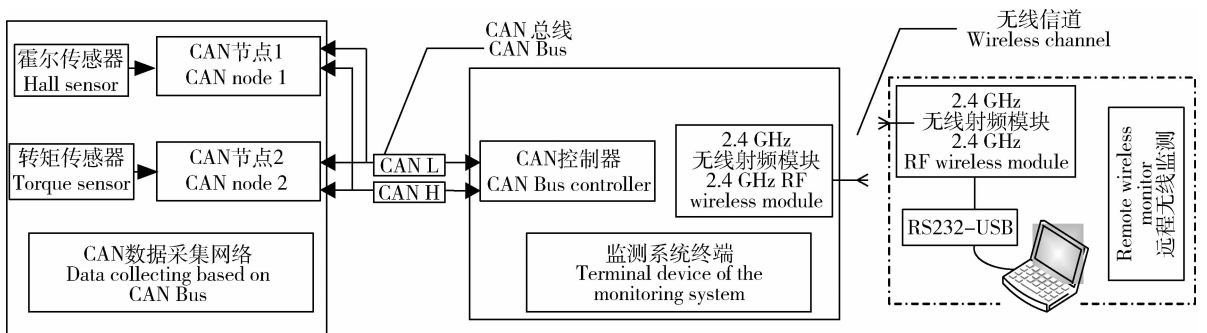 霍尔传感器
Hall sensor
CAN节点1
CAN node 1
转矩传感器
Torque sensor
CAN节点2
CAN node 2
CAN数据采集网络
Data collecting based on
CAN Bus
CAN 总线
CAN Bus
CAN L
CAN H
CAN控制器
CAN Bus controller
2.4 GHz
无线射频模块
2.4 GHz RF
wireless module
监测系统终端
Terminal device of the
monitoring system
无线信道
Wireless channel
2.4 GHz
无线射频模块
2.4 GHz
RF wireless module
RS232-USB
Remote wireless
monitor
远程无线监测